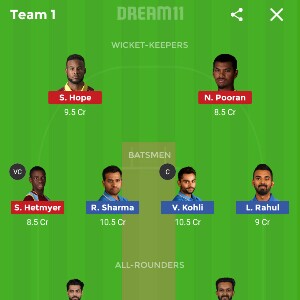 Team 1
DREAM11
WICKET-KEEPERS
S. Hope
N. Pooran
9.5 Cr
8.5 Cr
BATSMEN
VC
C
S. Hetmyer
R. Sharma
V. Kohli
L. Rahul
8.5 Cr
10.5 Cr
10.5 Cr
9 Cr
ALL-ROUNDERS